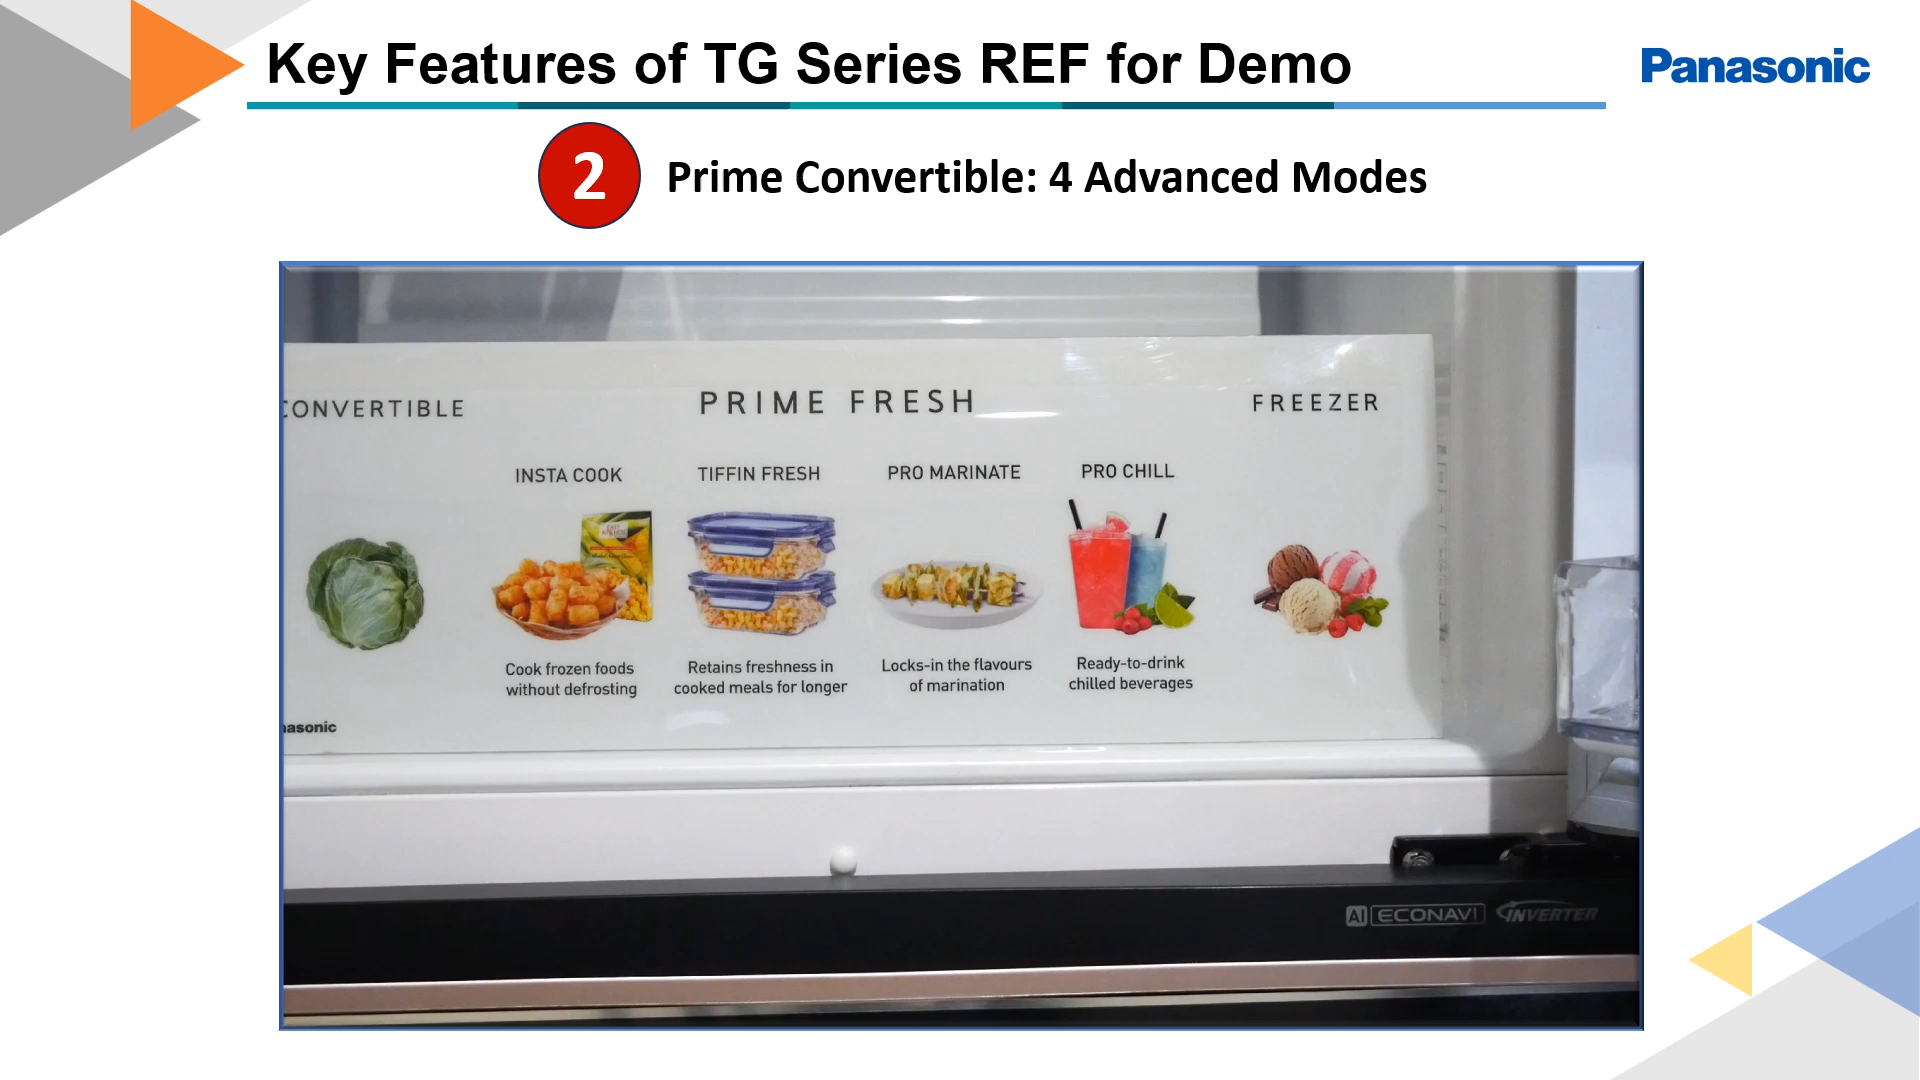 Key Features of TG Series REF for Demo
Panasonic
2
Prime Convertible: 4 Advanced Modes
CONVERTIBLE
PRIME FRESH
FREEZER
INSTA COOK
TIFFIN FRESH
PRO MARINATE
PRO CHILL
Cook frozen foods
without defrosting
Retains freshness in
cooked meals for longer
Locks-in the flavours
of marination
Ready-to-drink
chilled beverages
nasonic
AI ECONAVI INVERTER